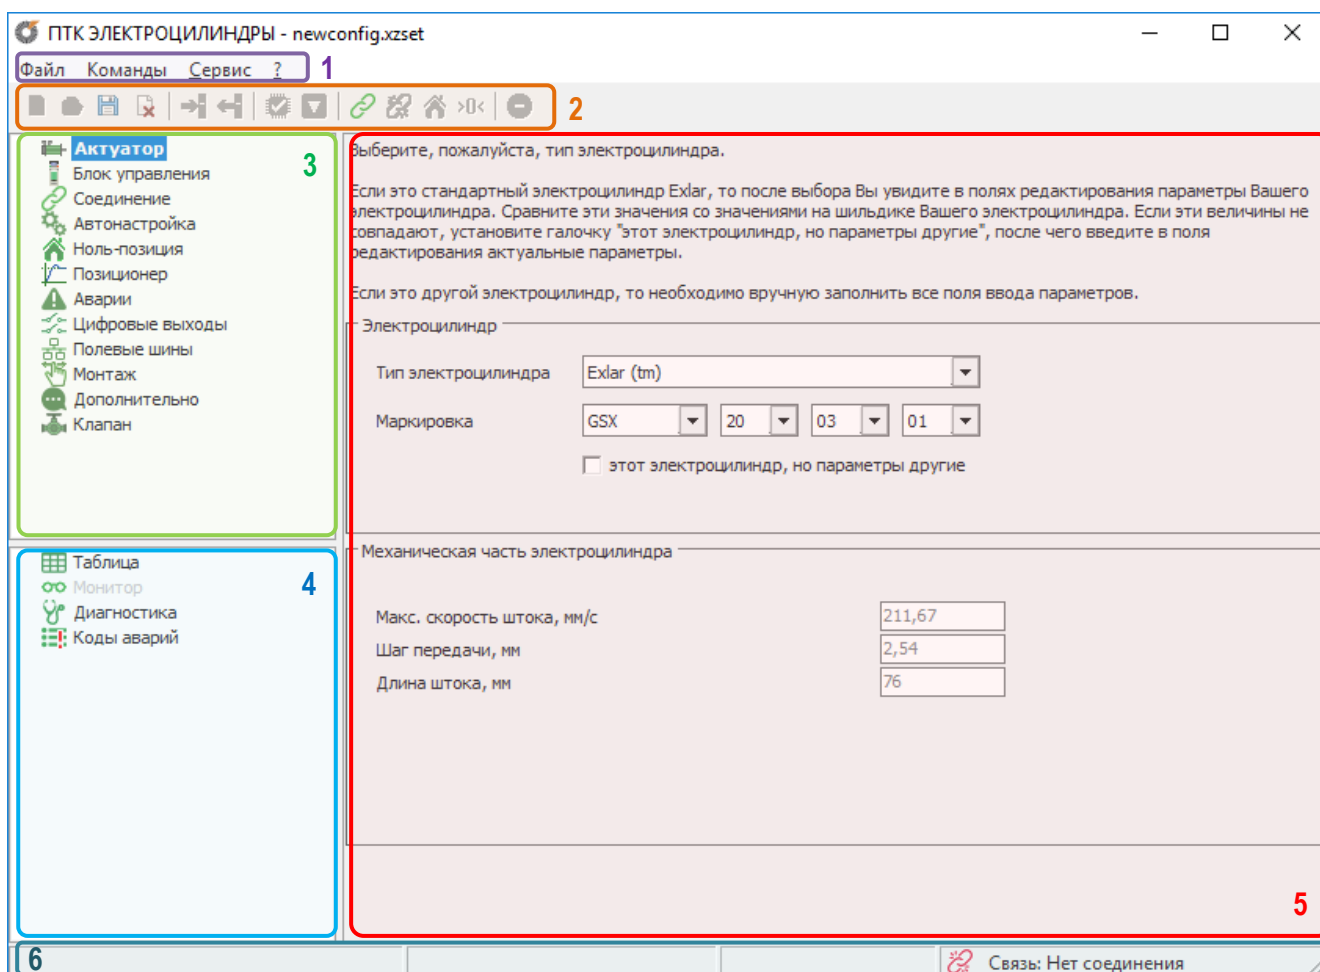 ПТК ЭЛЕКТРОЦИЛИНДРЫ - newconfig.xzset
Файл Команды Сервис ? 1
>0< 2
Актуатор 3
Блок управления
Соединение
Автонастройка
Ноль-позиция
Позиционер
Аварии
Цифровые выходы
Полевые шины
Монтаж
Дополнительно
Клапан
Таблица 4
Монитор
Диагностика
Коды аварий
Выберите, пожалуйста, тип электроцилиндра.
Если это стандартный электроцилиндр Exlar, то после выбора Вы увидите в полях редактирования параметры Вашего
электроцилиндра. Сравните эти значения со значениями на шильдике Вашего электроцилиндра. Если эти величины не
совпадают, установите галочку "этот электроцилиндр, но параметры другие", после чего введите в поля
редактирования актуальные параметры.
Если это другой электроцилиндр, то необходимо вручную заполнить все поля ввода параметров.
Электроцилиндр
Тип электроцилиндра Exlar (tm)
Маркировка GSX 20 03 01
этот электроцилиндр, но параметры другие
Механическая часть электроцилиндра
Макс. скорость штока, мм/с 211,67
Шаг передачи, мм 2,54
Длина штока, мм 76
5
6 Связь: Нет соединения